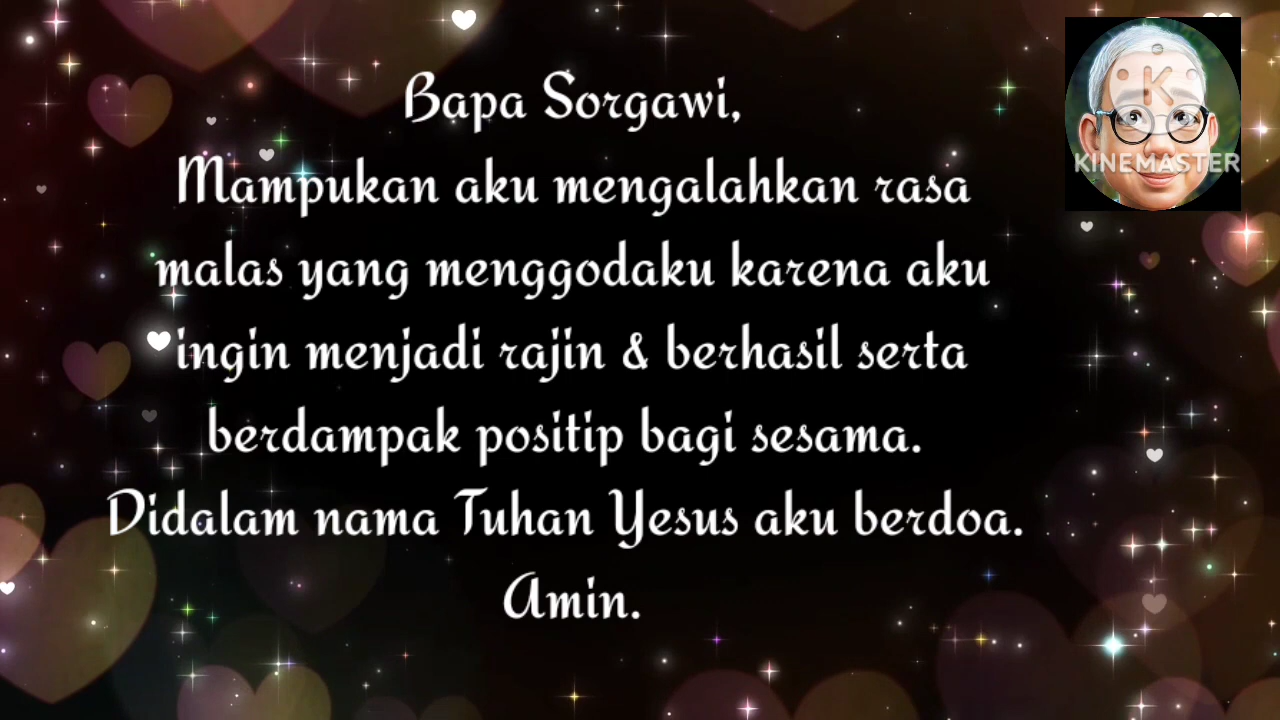 Bapa Sorgawi,
Mampukan aku mengalahkan rasa
malas yang menggodaku karena aku
ingin menjadi rajin & berhasil serta
berdampak positip bagi sesama.
Didalam nama Tuhan Yesus aku berdoa.
Amin.
K
KINEMASTER